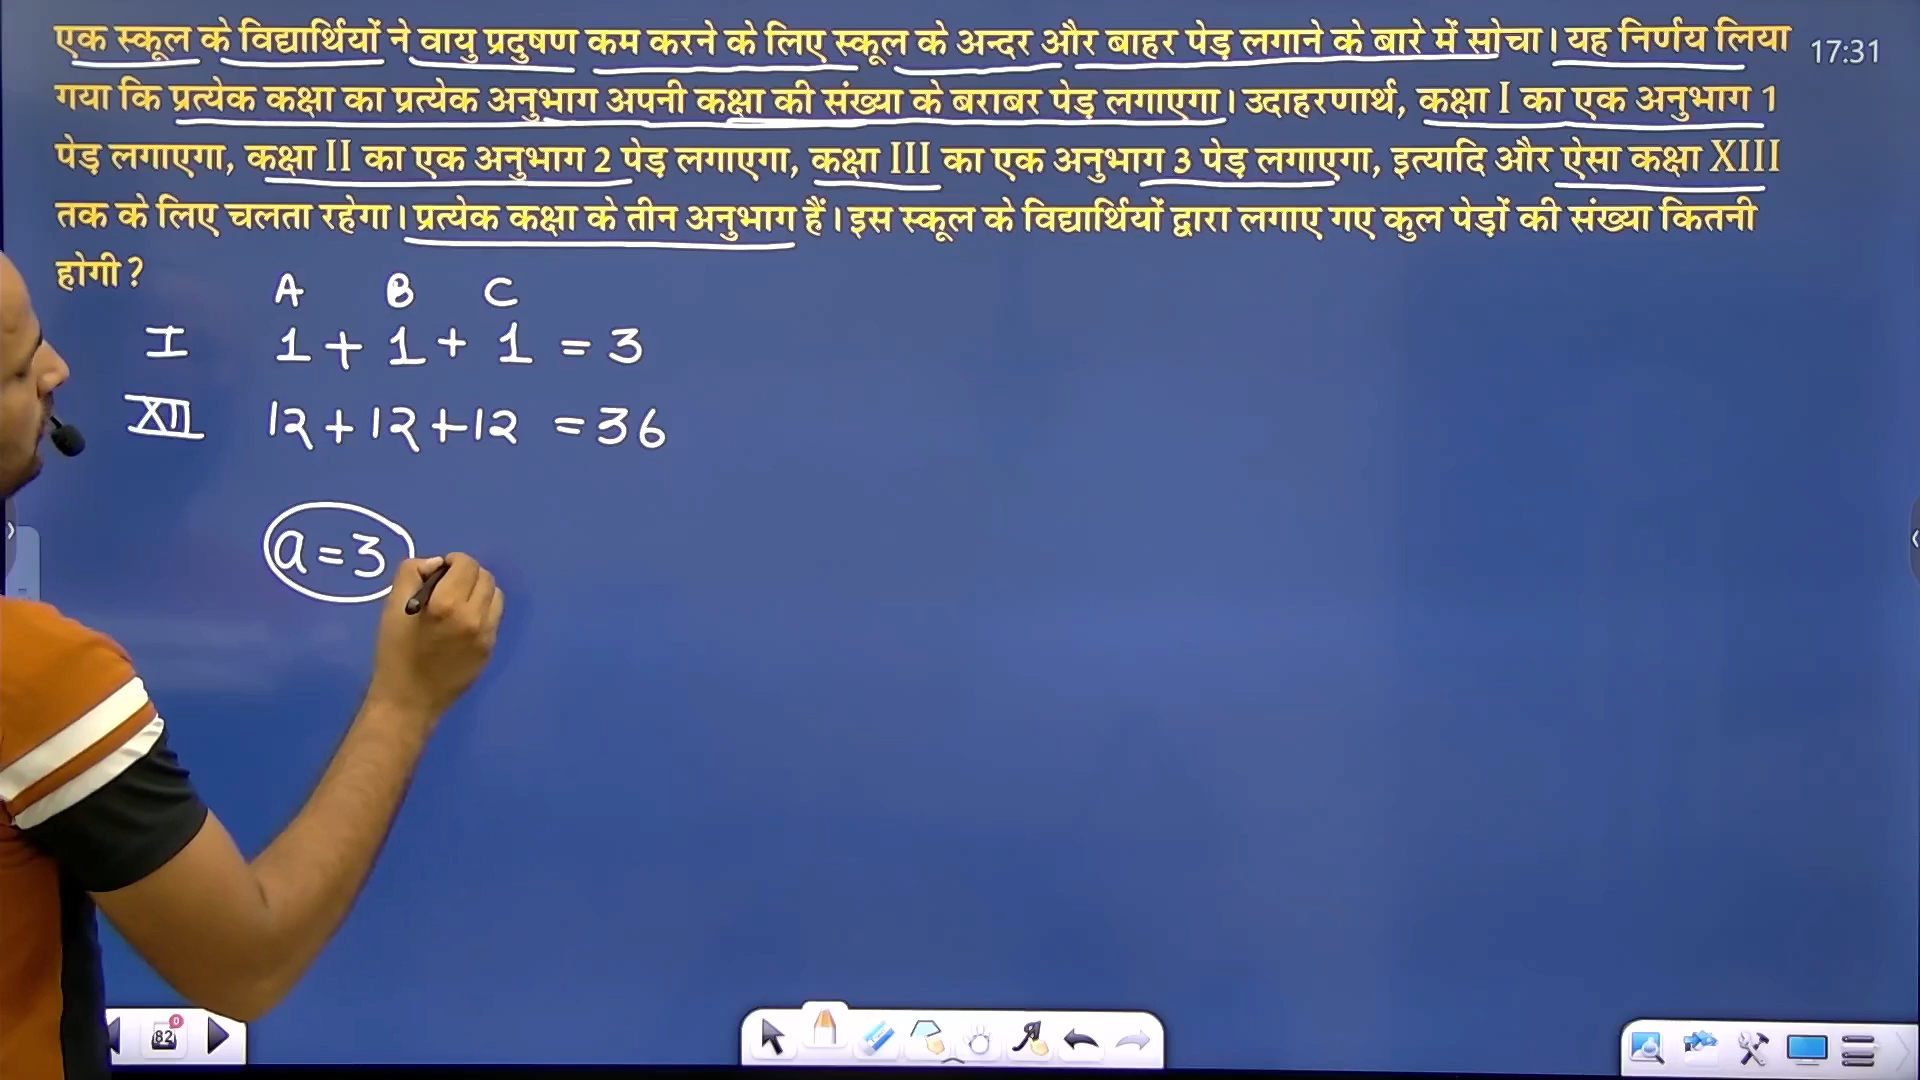 एक स्कूल के विद्यार्थियों ने वायु प्रदुषण कम करने के लिए स्कूल के अन्दर और बाहर पेड़ लगाने के बारे में सोचा। यह निर्णय लिया
17:31
गया कि प्रत्येक कक्षा का प्रत्येक अनुभाग अपनी कक्षा की संख्या के बराबर पेड़ लगाएगा। उदाहरणार्थ, कक्षा I का एक अनुभाग 1
पेड़ लगाएगा, कक्षा II का एक अनुभाग 2 पेड़ लगाएगा, कक्षा III का एक अनुभाग 3 पेड़ लगाएगा, इत्यादि और ऐसा कक्षा XIII
तक के लिए चलता रहेगा। प्रत्येक कक्षा के तीन अनुभाग हैं। इस स्कूल के विद्यार्थियों द्वारा लगाए गए कुल पेड़ों की संख्या कितनी
होगी?
A B C
I 1 + 1 + 1 = 3
XII 12 + 12 + 12 = 36
a = 3
82 0